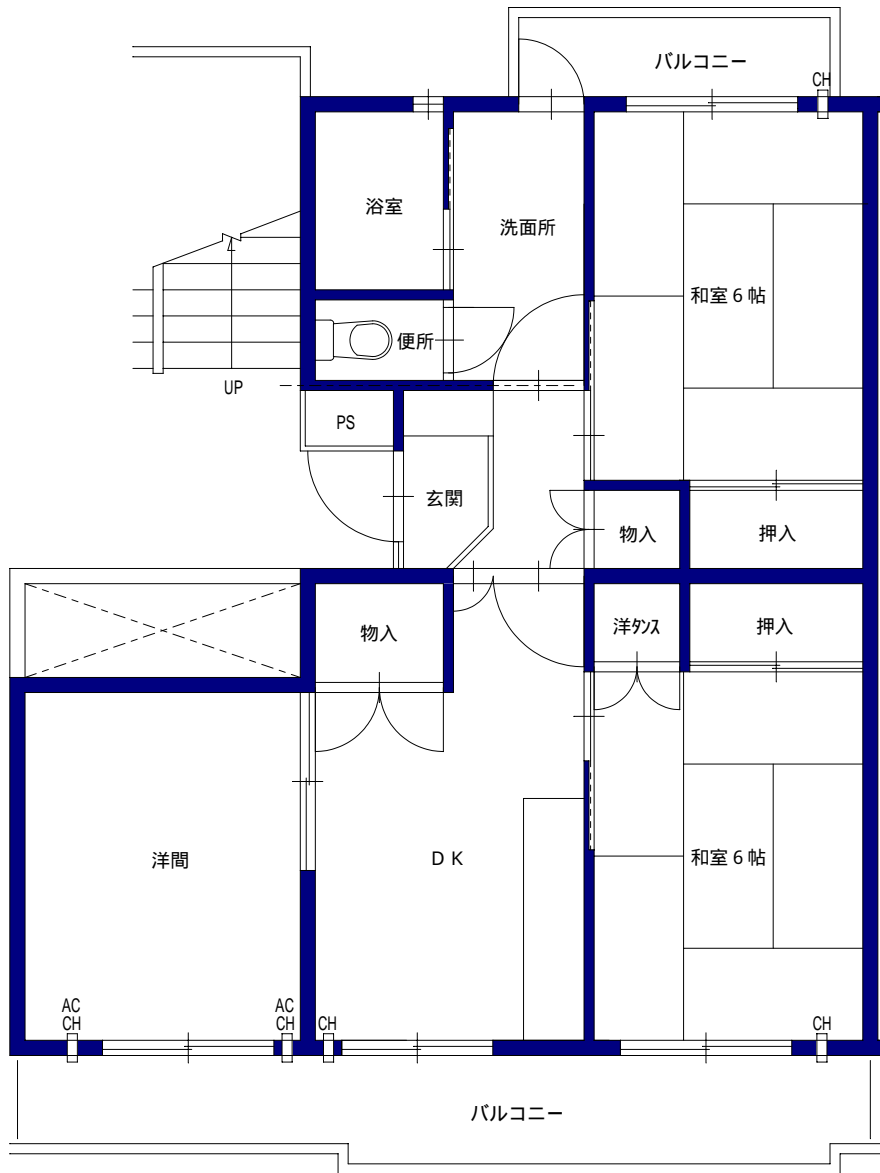 バルコニー
CH
浴室
洗面所
和室６帖
便所
UP
PS
玄関
物入
押入
物入
洋タンス
押入
洋間
ＤＫ
和室６帖
AC
CH
AC
CH
CH
CH
バルコニー